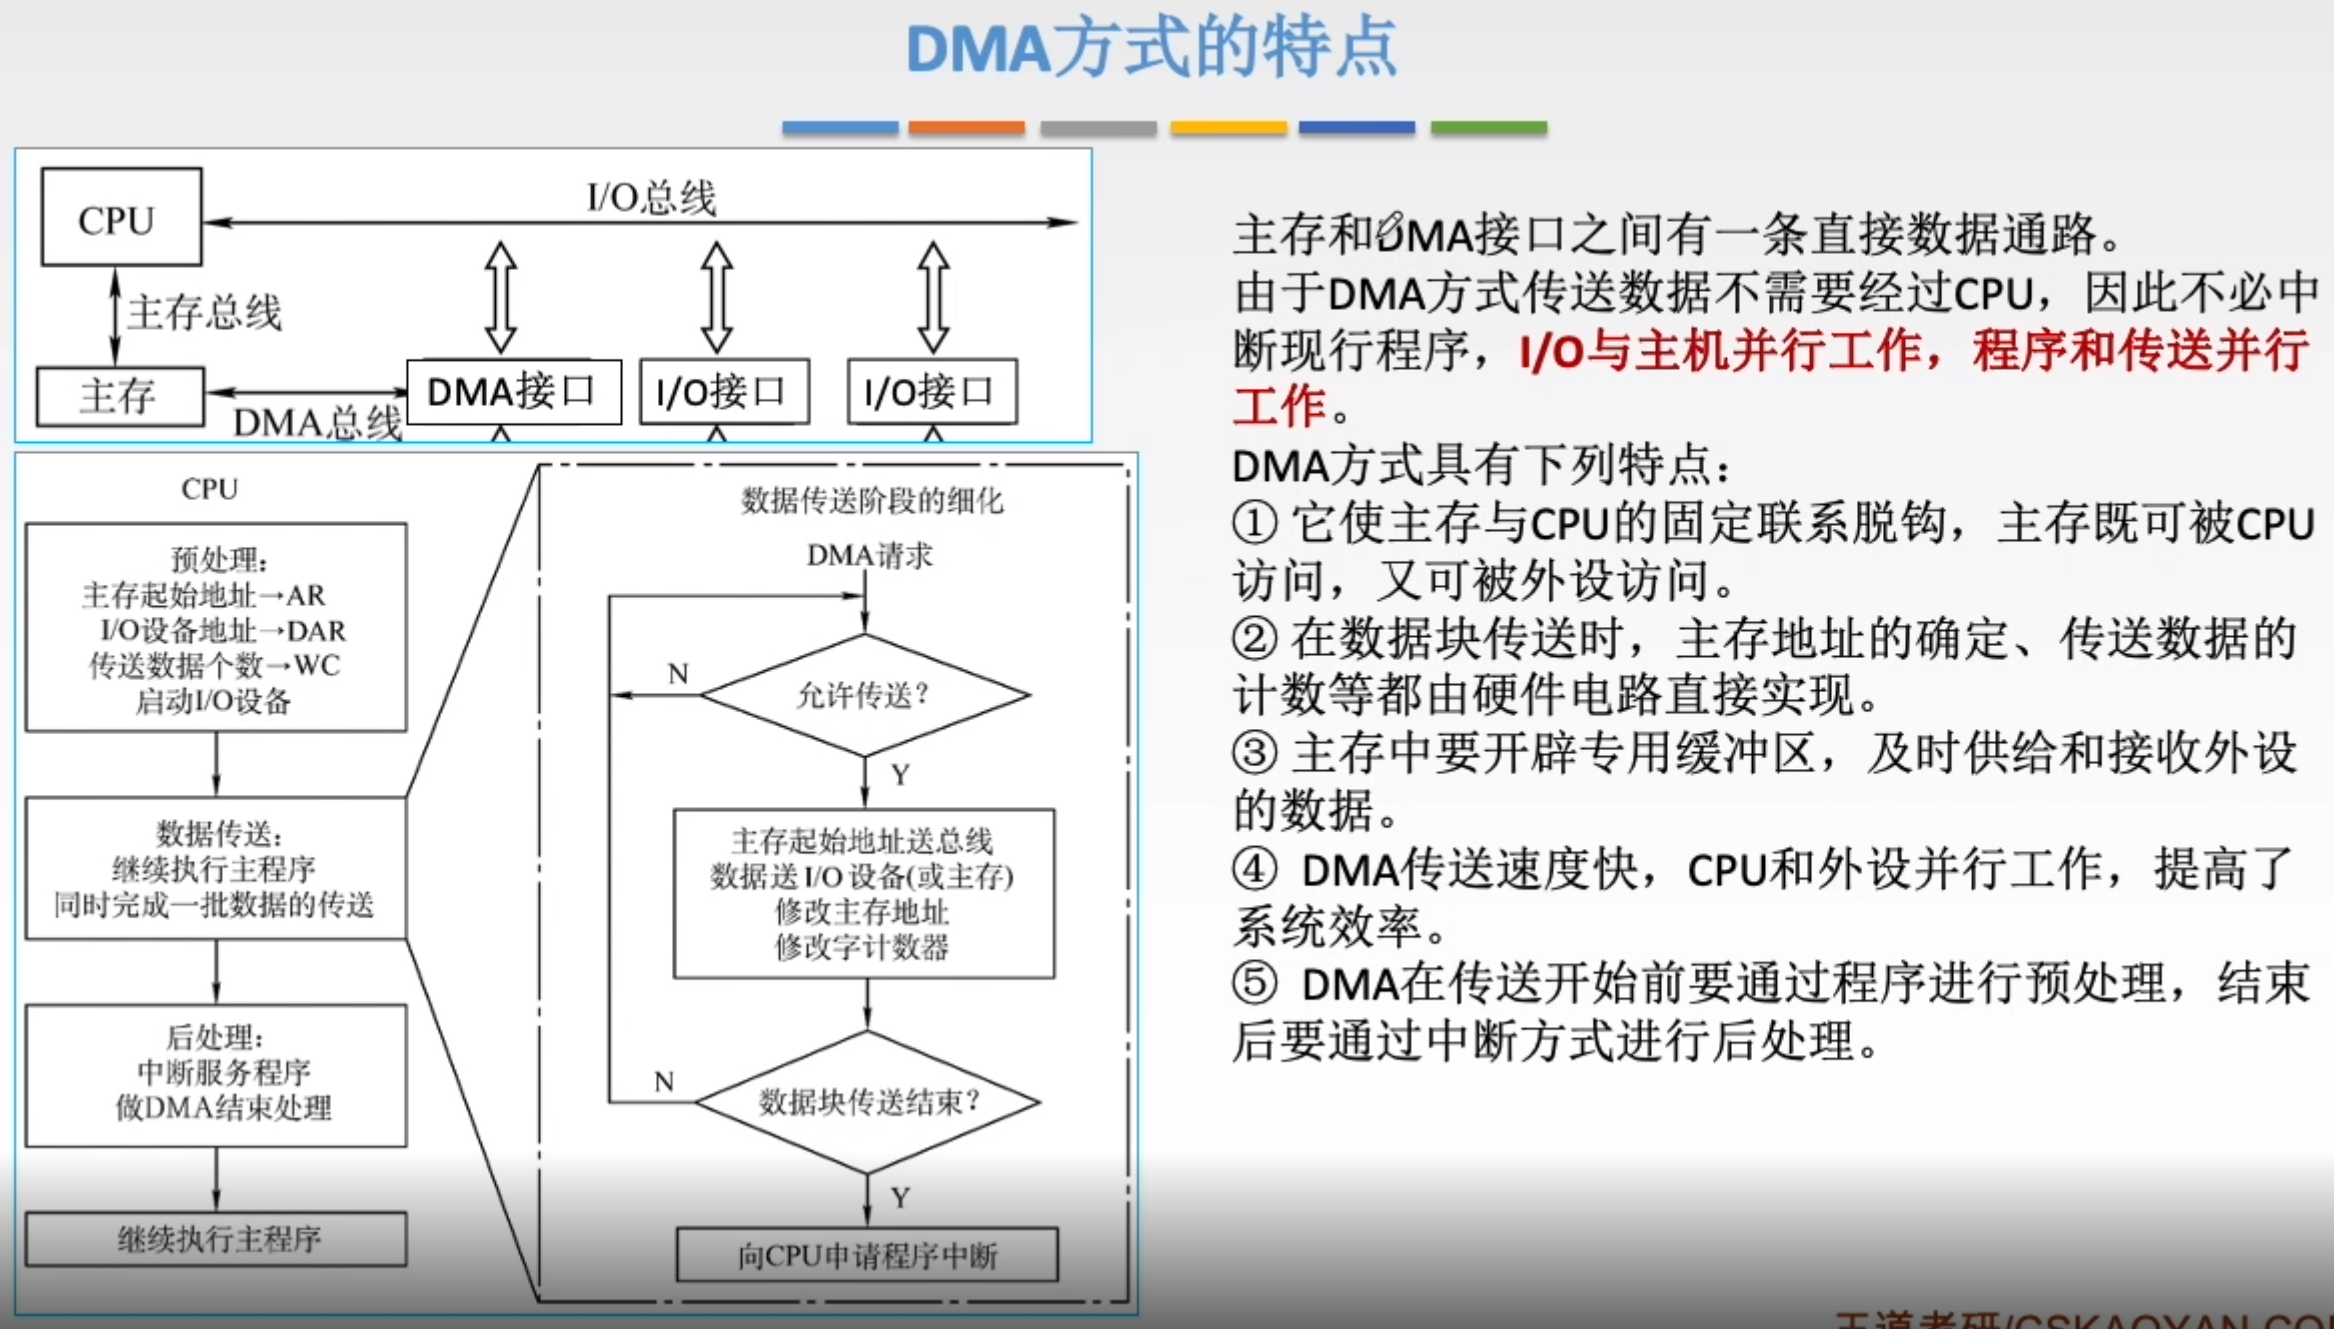 DMA方式的特点
CPU
I/O总线
主存总线
主存
DMA总线
DMA接口
I/O接口
I/O接口
CPU
预处理：
主存起始地址→AR
I/O设备地址→DAR
传送数据个数→WC
启动I/O设备
数据传送：
继续执行主程序
同时完成一批数据的传送
后处理：
中断服务程序
做DMA结束处理
继续执行主程序
数据传送阶段的细化
DMA请求
允许传送？
N
Y
主存起始地址送总线
数据送I/O设备(或主存)
修改主存地址
修改字计数器
数据块传送结束？
N
Y
向CPU申请程序中断
主存和DMA接口之间有一条直接数据通路。
由于DMA方式传送数据不需要经过CPU，因此不必中
断现行程序，I/O与主机并行工作，程序和传送并行
工作。
DMA方式具有下列特点：
① 它使主存与CPU的固定联系脱钩，主存既可被CPU
访问，又可被外设访问。
② 在数据块传送时，主存地址的确定、传送数据的
计数等都由硬件电路直接实现。
③ 主存中要开辟专用缓冲区，及时供给和接收外设
的数据。
④ DMA传送速度快，CPU和外设并行工作，提高了
系统效率。
⑤ DMA在传送开始前要通过程序进行预处理，结束
后要通过中断方式进行后处理。
王道考研/CSKAOYAN.COM